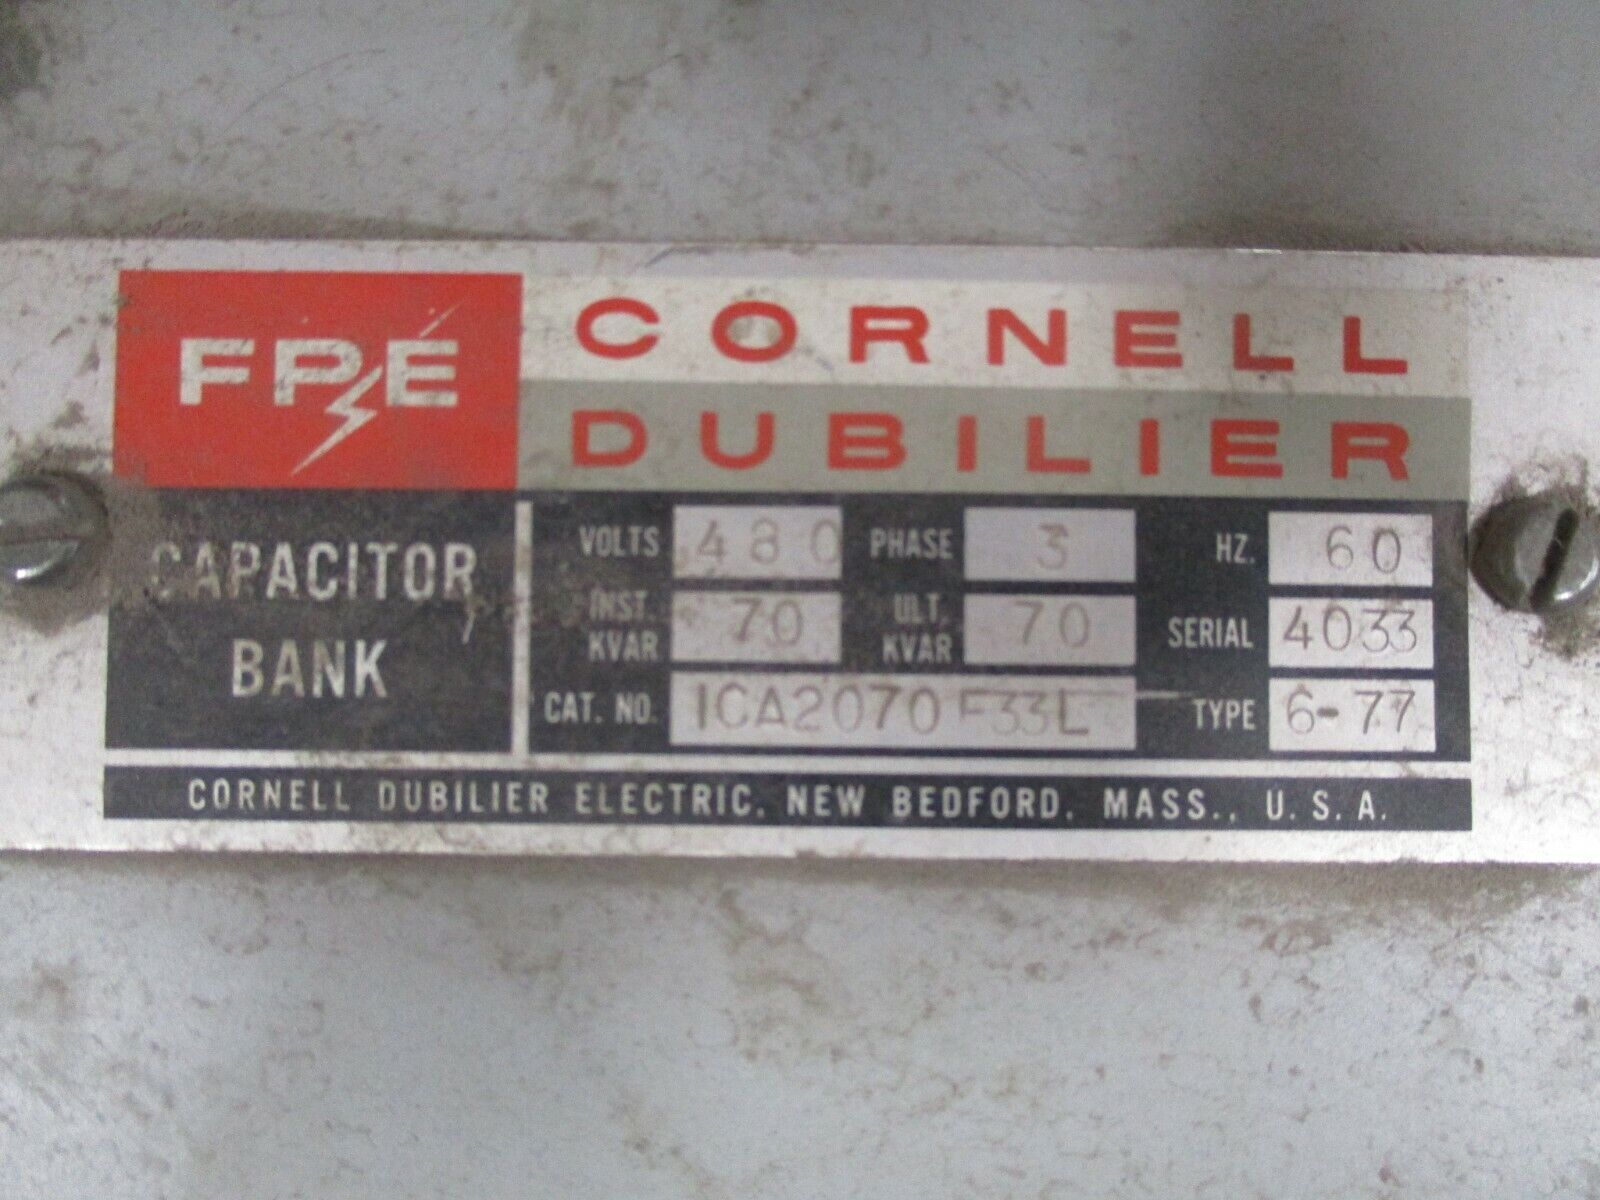 FPE CORNELL
DUBILIER
CAPACITOR
BANK
VOLTS 480 PHASE 3 HZ. 60
INST. KVAR 70 ULT. KVAR 70 SERIAL 4033
CAT. NO. 1CA2070F33L TYPE 6-77
CORNELL DUBILIER ELECTRIC, NEW BEDFORD, MASS., U.S.A.